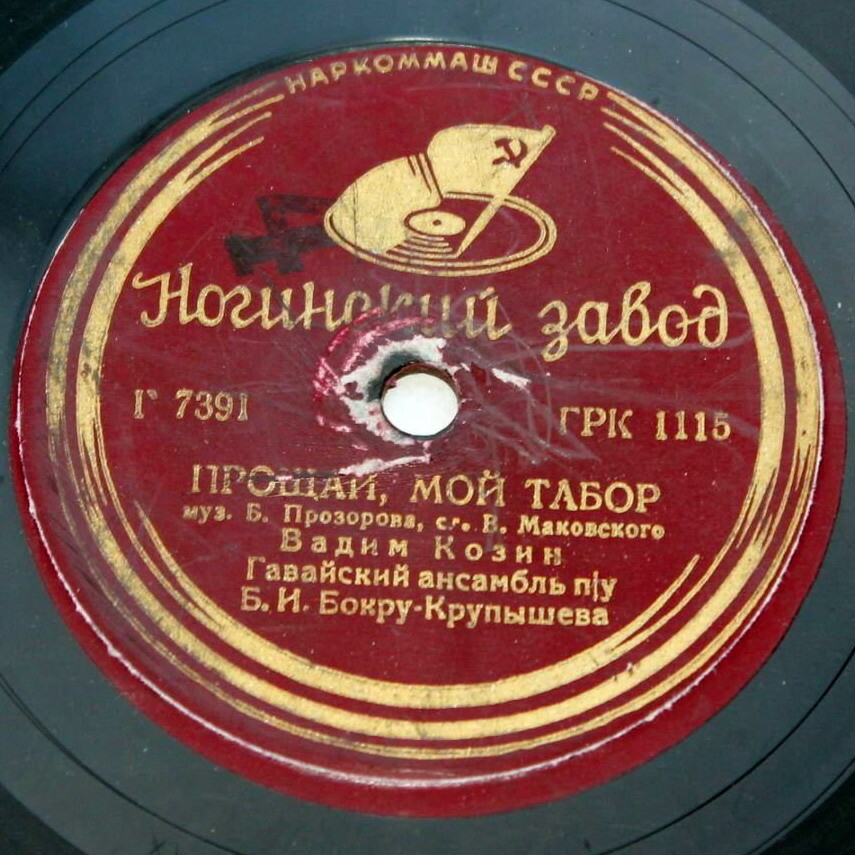 НАРКОММАШ СССР
Ногинский завод
Г 7391
ГРК 1115
ПРОЩАЙ, МОЙ ТАБОР
муз. Б. Прозорова, сл. В. Маковского
Вадим Козин
Гавайский ансамбль п/у
Б. И. Бокру-Крупышева